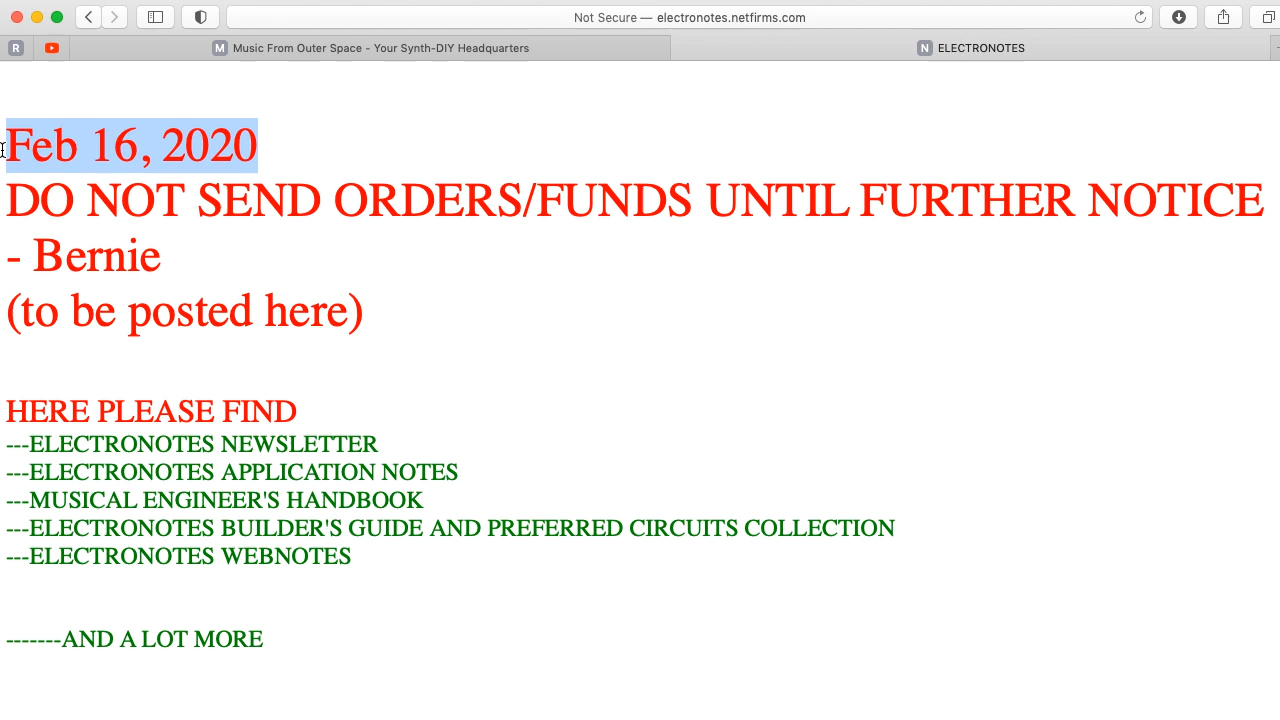 Not Secure — electronotes.netfirms.com
R
M Music From Outer Space - Your Synth-DIY Headquarters
N ELECTRONOTES
Feb 16, 2020
DO NOT SEND ORDERS/FUNDS UNTIL FURTHER NOTICE
- Bernie
(to be posted here)
HERE PLEASE FIND
---ELECTRONOTES NEWSLETTER
---ELECTRONOTES APPLICATION NOTES
---MUSICAL ENGINEER'S HANDBOOK
---ELECTRONOTES BUILDER'S GUIDE AND PREFERRED CIRCUITS COLLECTION
---ELECTRONOTES WEBNOTES
-------AND A LOT MORE